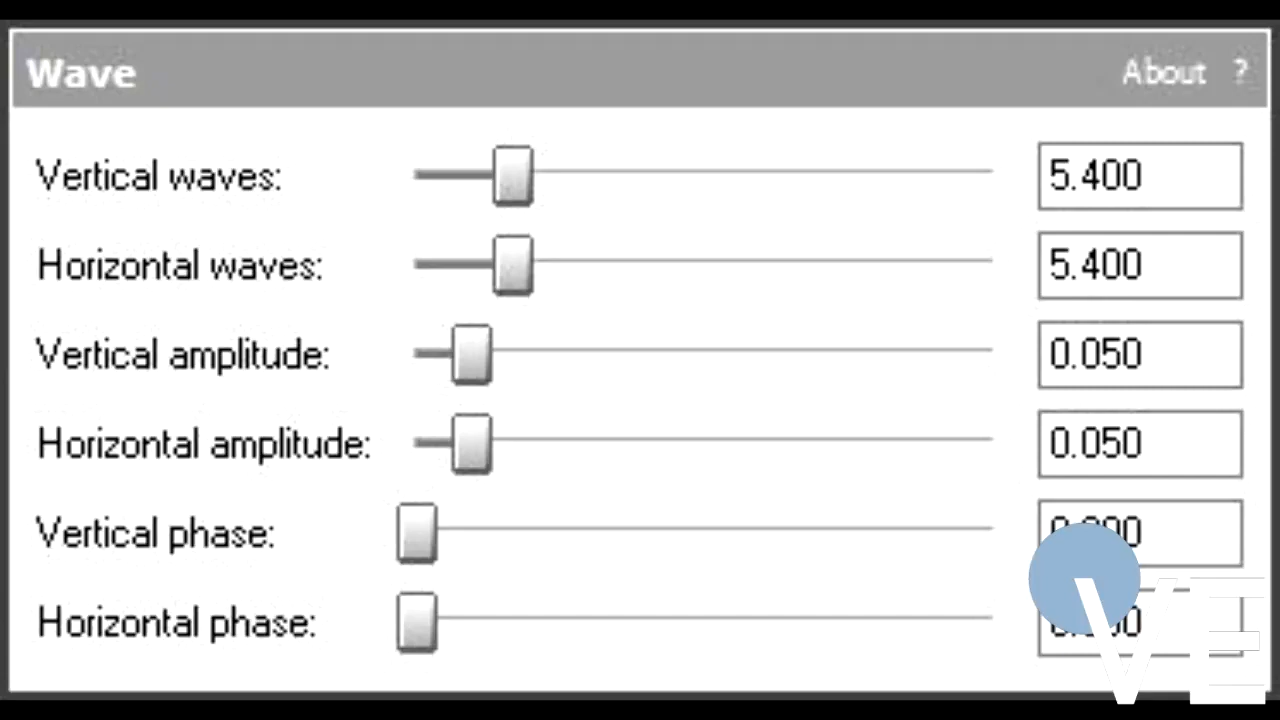 Wave About ?
Vertical waves: 5.400
Horizontal waves: 5.400
Vertical amplitude: 0.050
Horizontal amplitude: 0.050
Vertical phase:
Horizontal phase:
VE